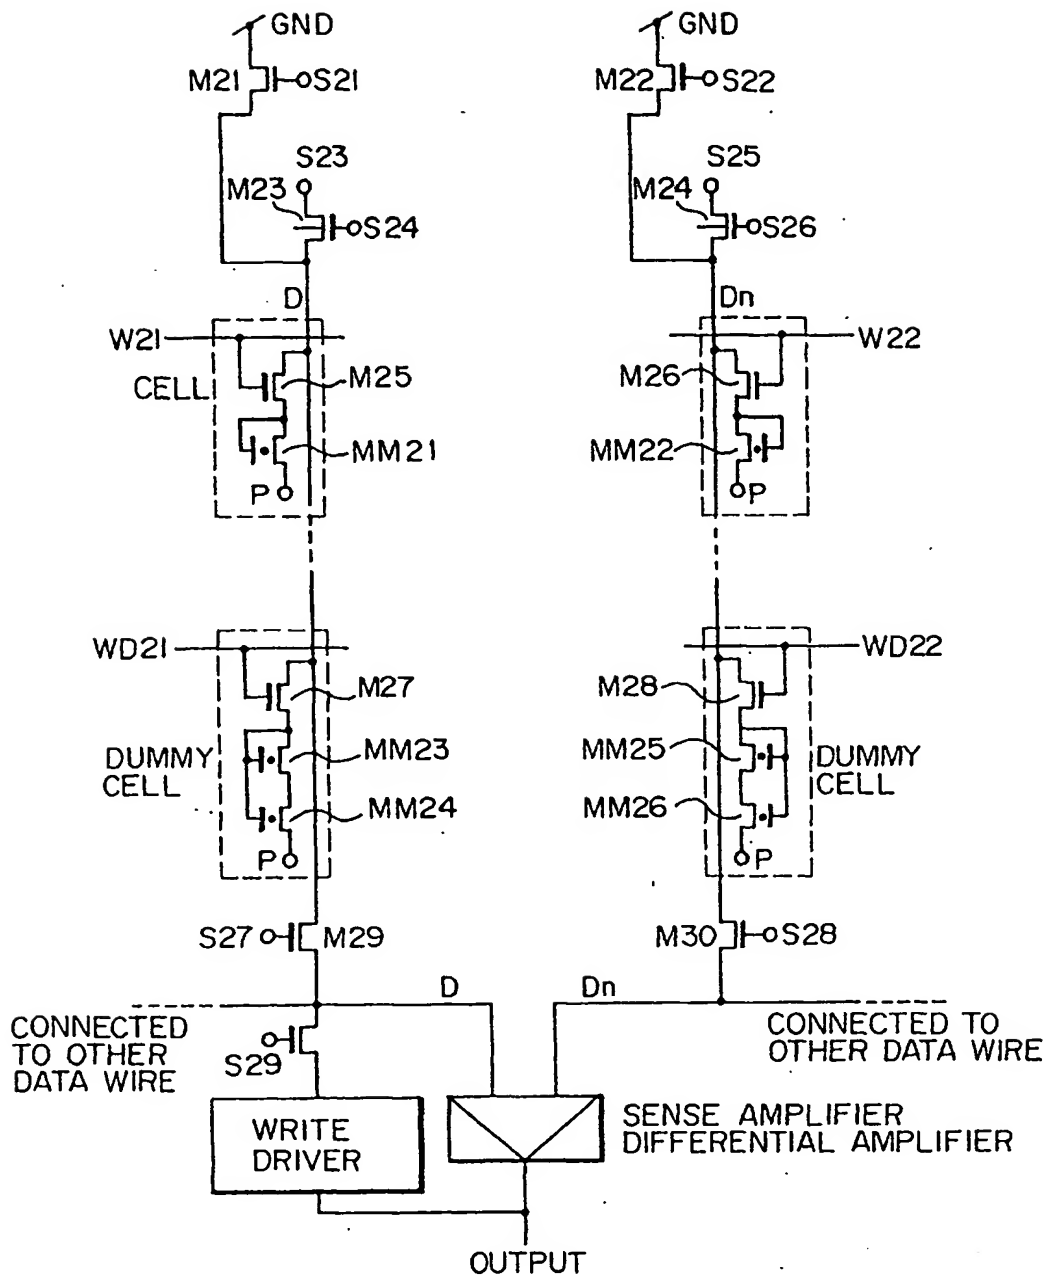 GND
GND
M21
S21
M22
S22
S23
S25
M23
M24
S24
S26
D
Dn
W21
W22
CELL
M25
M26
MM21
MM22
P
P
WD21
WD22
M27
M28
DUMMY
CELL
MM23
MM25
DUMMY
CELL
MM24
MM26
P
P
S27
M29
M30
S28
D
Dn
CONNECTED
TO OTHER
DATA WIRE
S29
CONNECTED TO
OTHER DATA WIRE
WRITE
DRIVER
SENSE AMPLIFIER
DIFFERENTIAL AMPLIFIER
OUTPUT